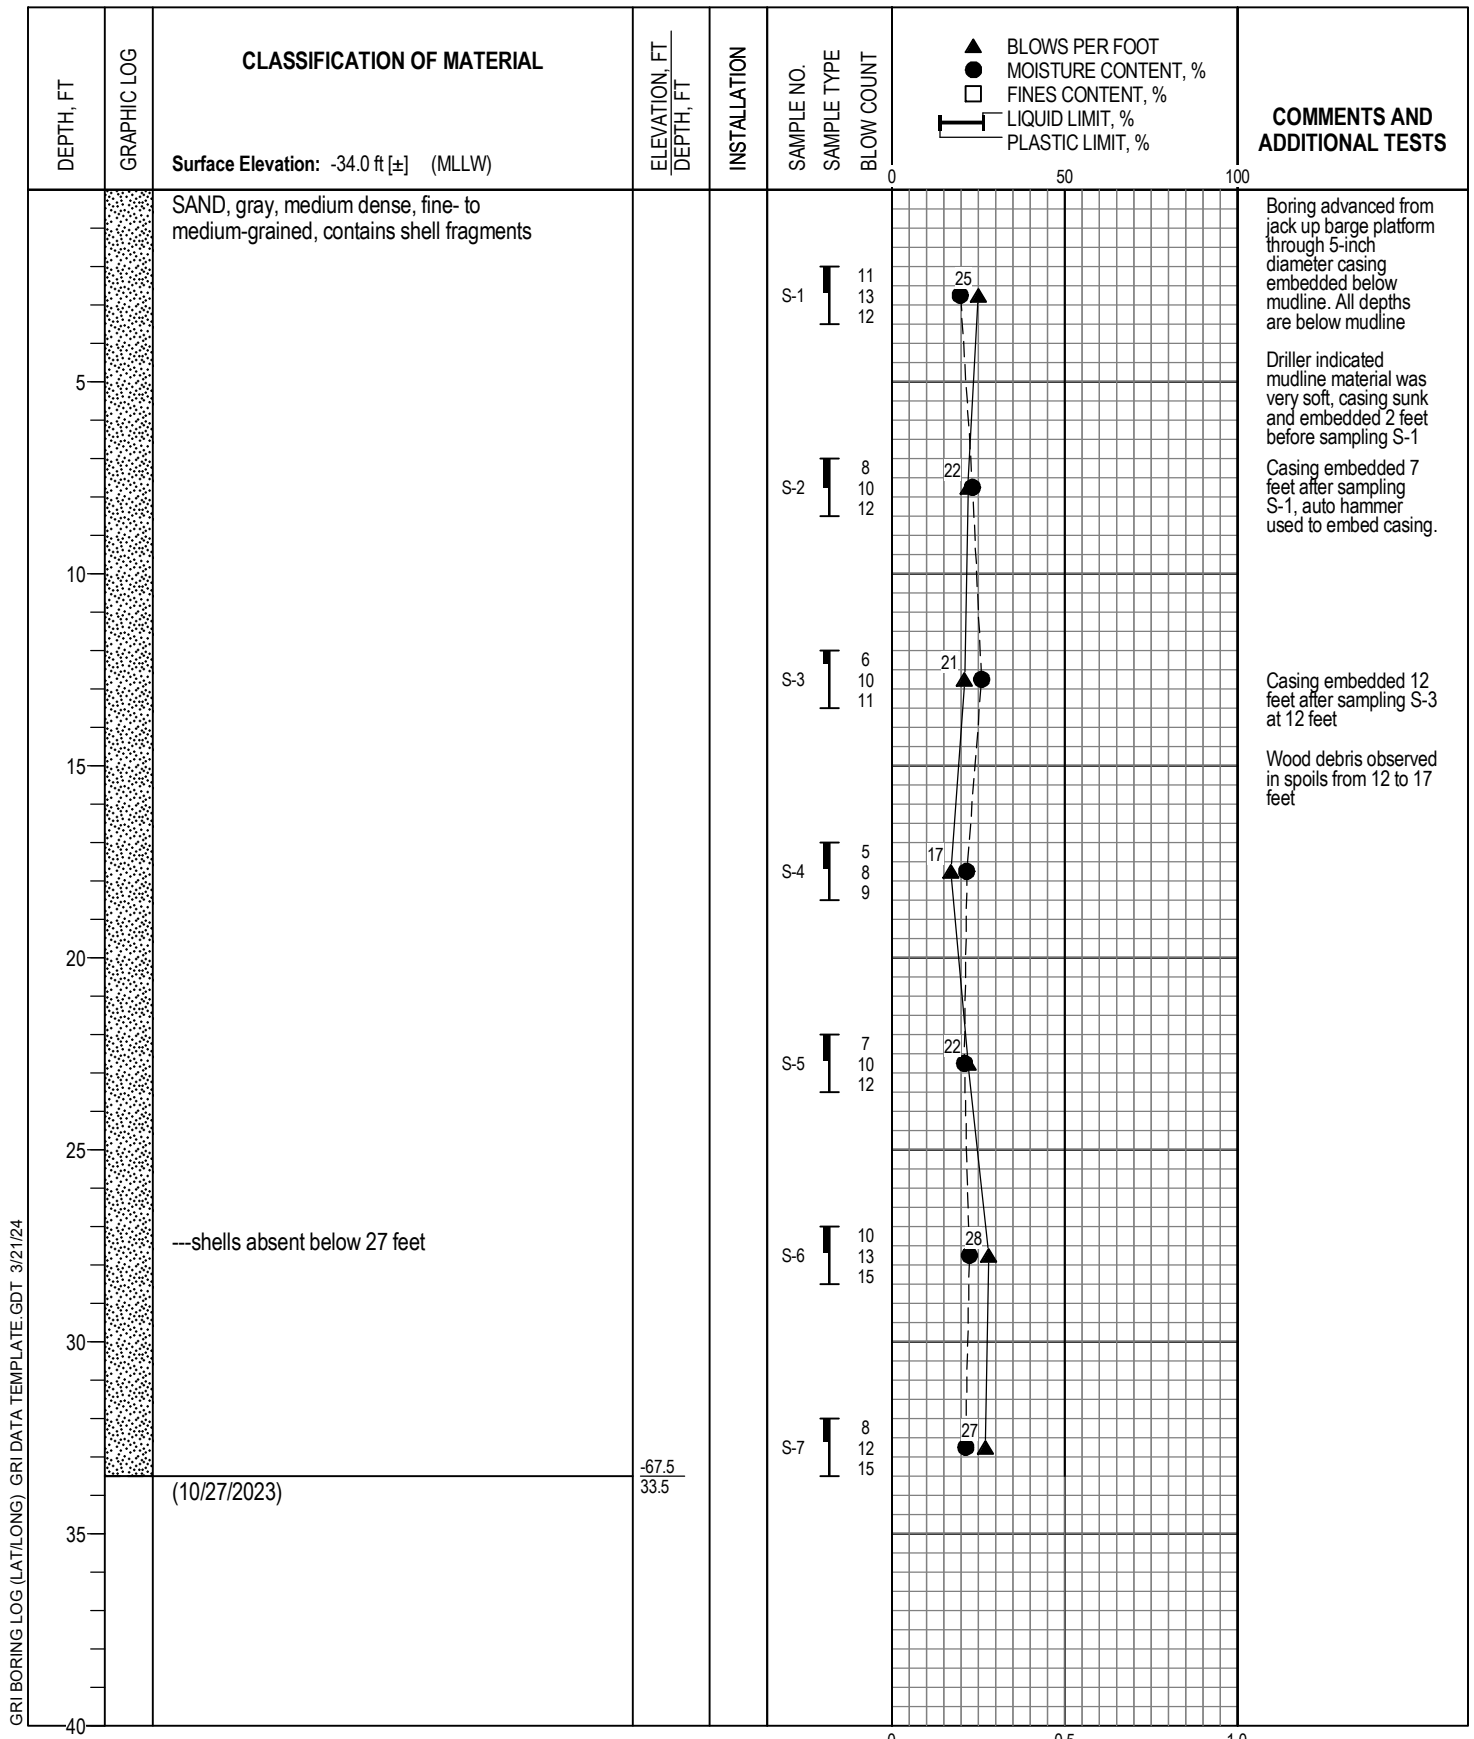 DEPTH, FT
GRAPHIC LOG
CLASSIFICATION OF MATERIAL
Surface Elevation: -34.0 ft [±] (MLLW)
ELEVATION, FT
DEPTH, FT
INSTALLATION
SAMPLE NO.
SAMPLE TYPE
BLOW COUNT
BLOWS PER FOOT
MOISTURE CONTENT, %
FINES CONTENT, %
LIQUID LIMIT, %
PLASTIC LIMIT, %
0 50 100
COMMENTS AND
ADDITIONAL TESTS
SAND, gray, medium dense, fine- to
medium-grained, contains shell fragments
---shells absent below 27 feet
(10/27/2023)
-67.5
33.5
5
10
15
20
25
30
35
40
S-1
11
13
12
25
S-2
8
10
12
22
S-3
6
10
11
21
S-4
5
8
9
17
S-5
7
10
12
22
S-6
10
13
15
28
S-7
8
12
15
27
Boring advanced from
jack up barge platform
through 5-inch
diameter casing
embedded below
mudline. All depths
are below mudline
Driller indicated
mudline material was
very soft, casing sunk
and embedded 2 feet
before sampling S-1
Casing embedded 7
feet after sampling
S-1, auto hammer
used to embed casing.
Casing embedded 12
feet after sampling S-3
at 12 feet
Wood debris observed
in spoils from 12 to 17
feet
GRI BORING LOG (LAT/LONG) GRI DATA TEMPLATE.GDT 3/21/24
0 0.5 1.0